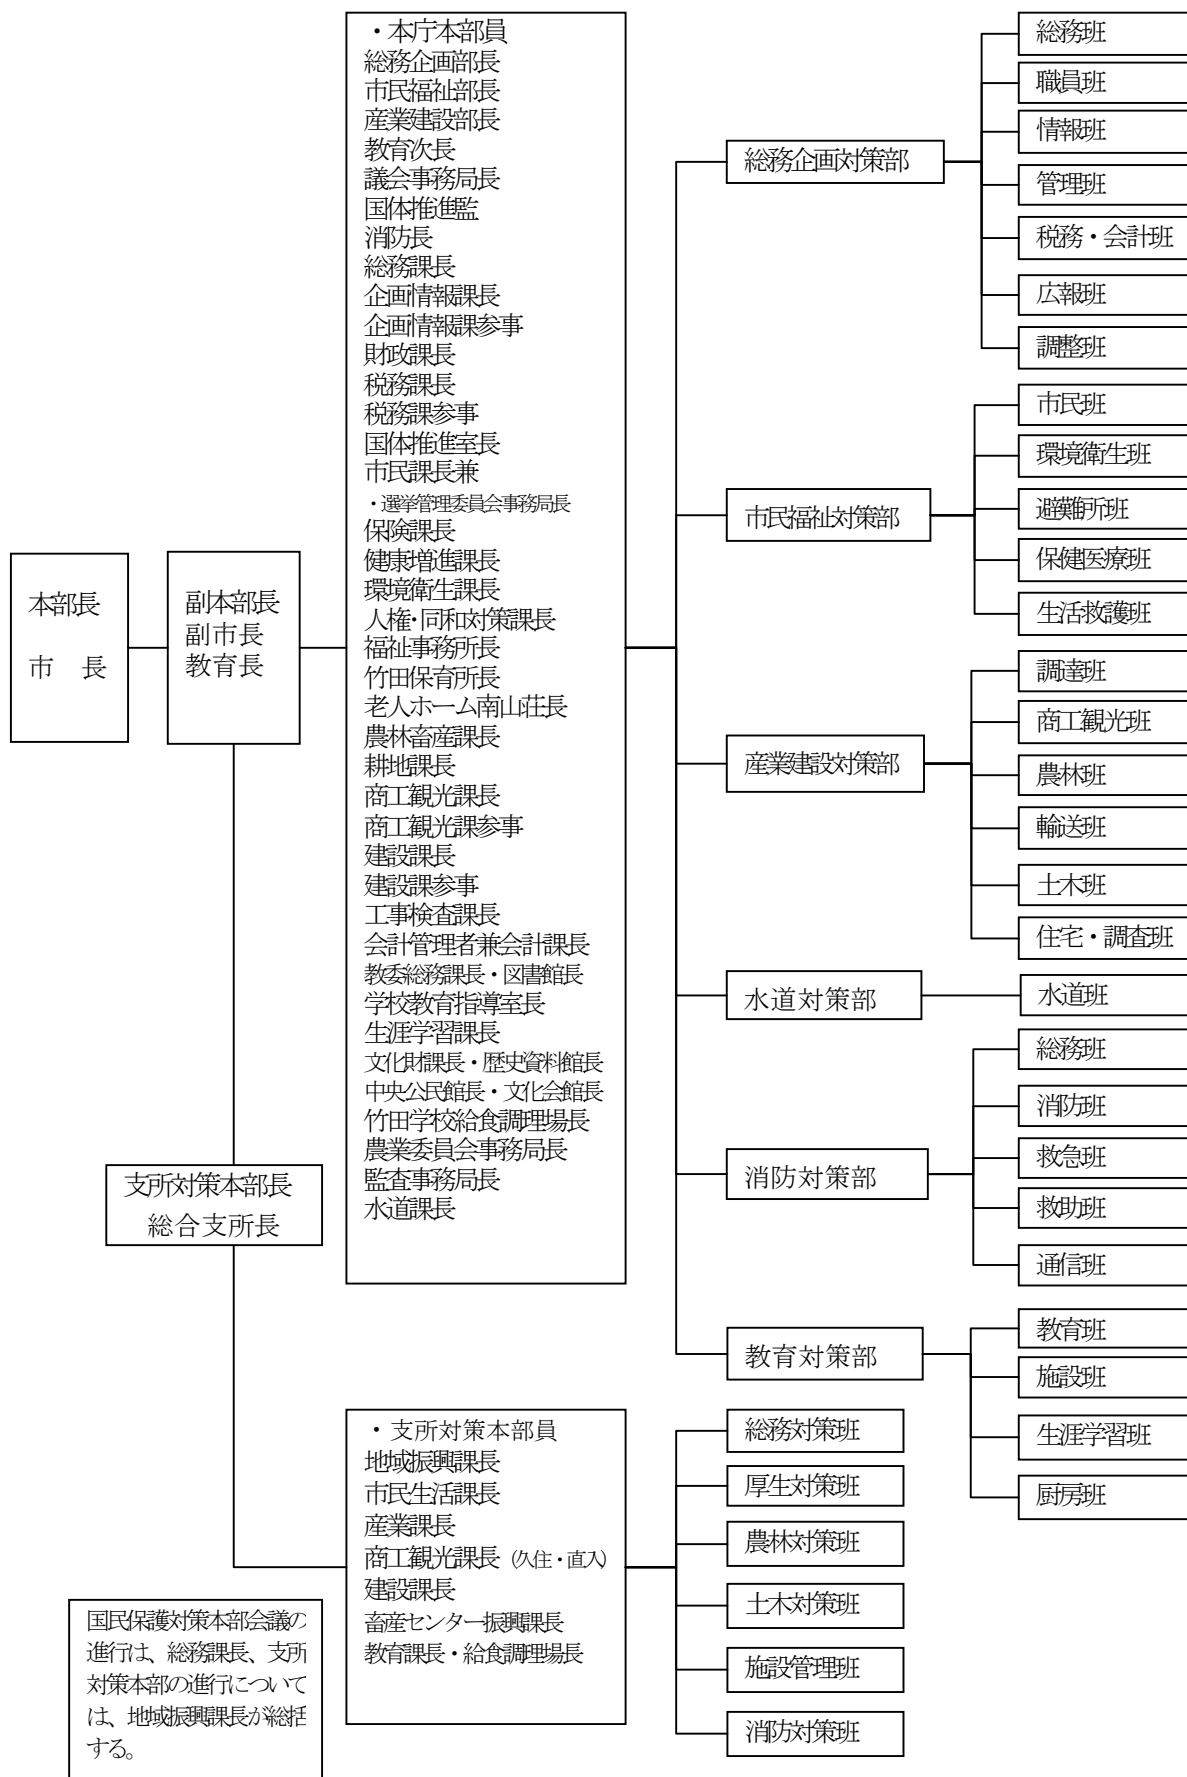 本部長
市　長
副本部長
副市長
教育長
支所対策本部長
総合支所長
・本庁本部員
総務企画部長
市民福祉部長
産業建設部長
教育次長
議会事務局長
国体推進監
消防長
総務課長
企画情報課長
企画情報課参事
財政課長
税務課長
税務課参事
国体推進室長
市民課長兼
・選挙管理委員会事務局長
保険課長
健康増進課長
環境衛生課長
人権・同和対策課長
福祉事務所長
竹田保育所長
老人ホーム南山荘長
農林畜産課長
耕地課長
商工観光課長
商工観光課参事
建設課長
建設課参事
工事検査課長
会計管理者兼会計課長
教委総務課長・図書館長
学校教育指導室長
生涯学習課長
文化財課長・歴史資料館長
中央公民館長・文化会館長
竹田学校給食調理場長
農業委員会事務局長
監査事務局長
水道課長
総務企画対策部
総務班
職員班
情報班
管理班
税務・会計班
広報班
調整班
市民福祉対策部
市民班
環境衛生班
避難所班
保健医療班
生活救護班
産業建設対策部
調達班
商工観光班
農林班
輸送班
土木班
住宅・調査班
水道対策部
水道班
消防対策部
総務班
消防班
救急班
救助班
通信班
教育対策部
教育班
施設班
生涯学習班
厨房班
・支所対策本部員
地域振興課長
市民生活課長
産業課長
商工観光課長（久住・直入）
建設課長
畜産センター振興課長
教育課長・給食調理場長
総務対策班
厚生対策班
農林対策班
土木対策班
施設管理班
消防対策班
国民保護対策本部会議の
進行は、総務課長、支所
対策本部の進行について
は、地域振興課長が総括
する。